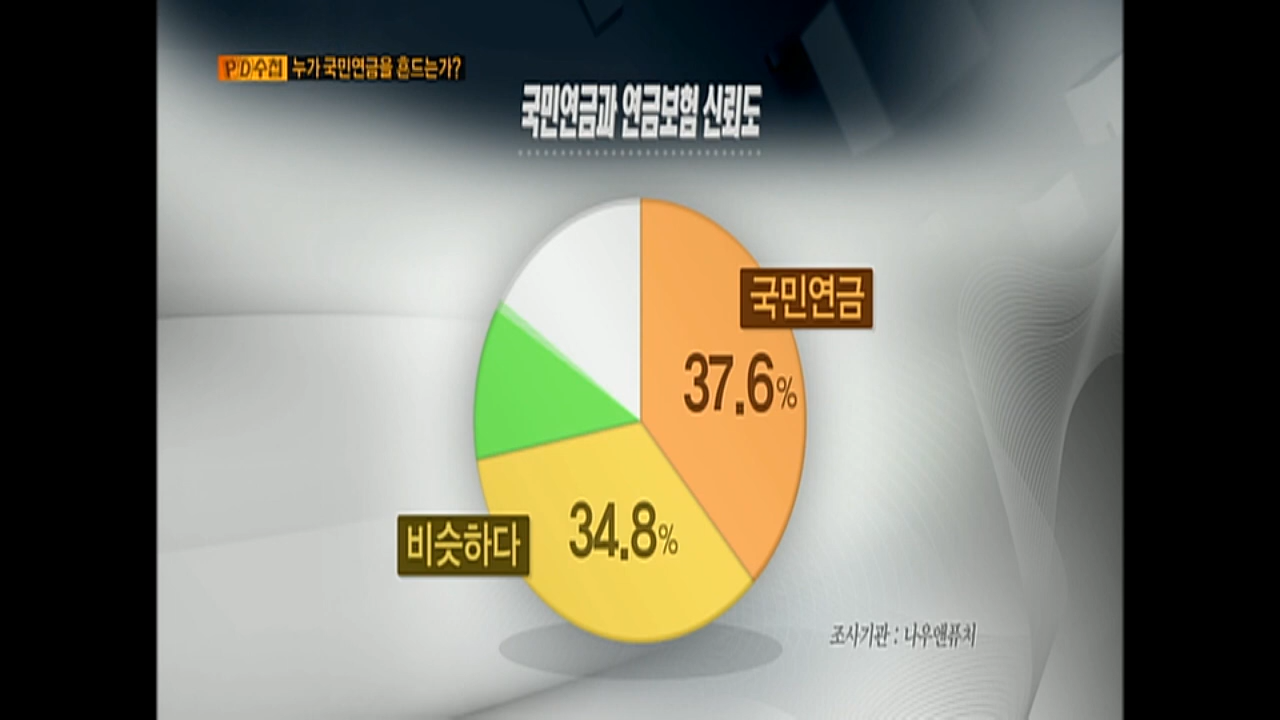 PD수첩 누가 국민연금을 흔드는가?
국민연금과 연금보험 신뢰도
국민연금
37.6%
비슷하다
34.8%
조사기관 : 나우앤퓨처